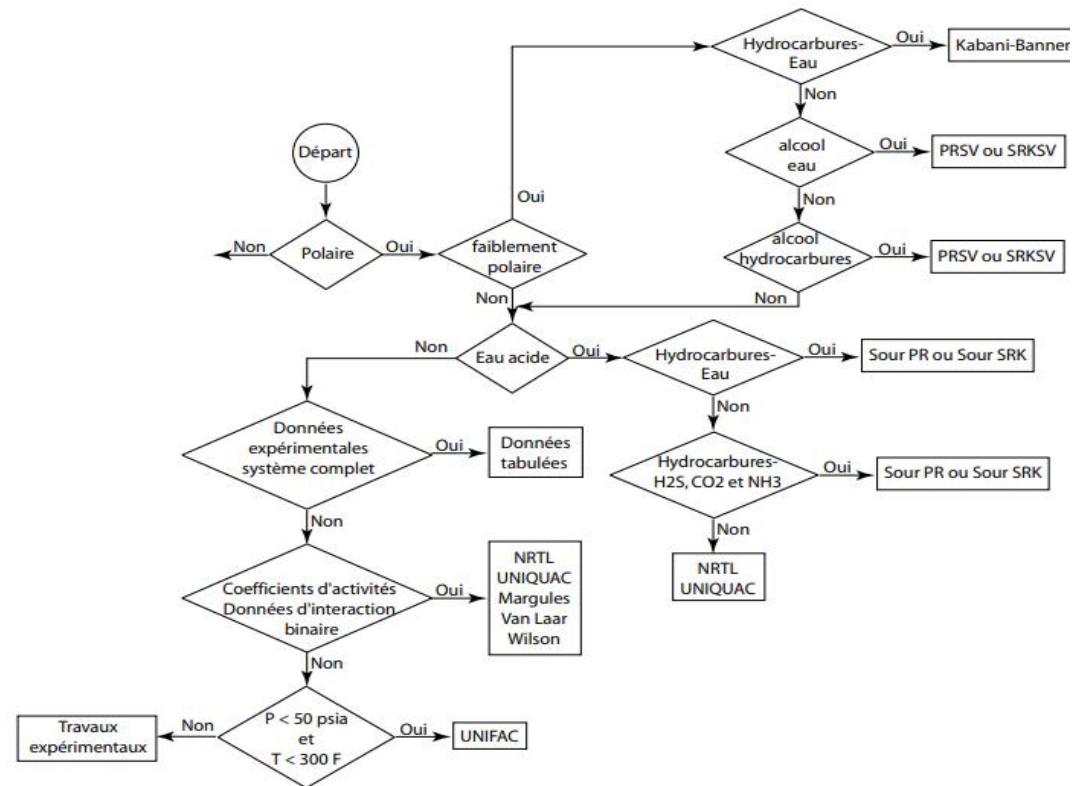 Hydrocarbures-
Eau
Oui
Kabani-Banner
Non
Départ
alcool
eau
Oui
PRSV ou SRKSV
Oui
Non
Non
Polaire
Oui
faiblement
polaire
alcool
hydrocarbures
Oui
PRSV ou SRKSV
Non
Non
Non
Eau acide
Oui
Hydrocarbures-
Eau
Oui
Sour PR ou Sour SRK
Non
Données
expérimentales
système complet
Oui
Données
tabulées
Hydrocarbures-
H2S, CO2 et NH3
Oui
Sour PR ou Sour SRK
Non
Non
NRTL
UNIQUAC
Coefficients d'activités
Données d'interaction
binaire
Oui
NRTL
UNIQUAC
Margules
Van Laar
Wilson
Non
Travaux
expérimentaux
Non
P < 50 psia
et
T < 300 F
Oui
UNIFAC